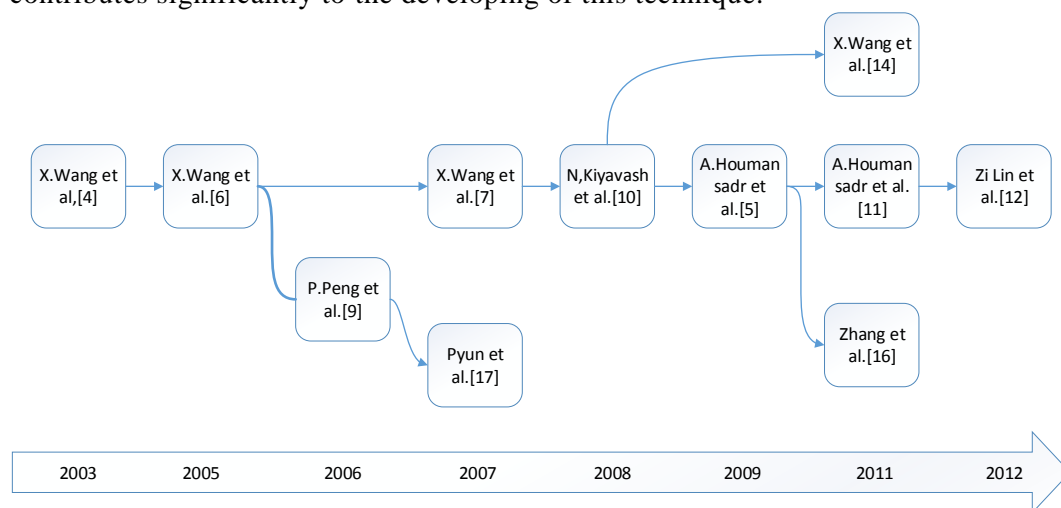 contributes significantly to the developing of this technique.
X.Wang et
al.[14]
X.Wang et
al,[4]
X.Wang et
al.[6]
X.Wang et
al.[7]
N,Kiyavash
et al.[10]
A.Houman
sadr et
al.[5]
A.Houman
sadr et al.
[11]
Zi Lin et
al.[12]
P.Peng et
al.[9]
Pyun et
al.[17]
Zhang et
al.[16]
2003
2005
2006
2007
2008
2009
2011
2012